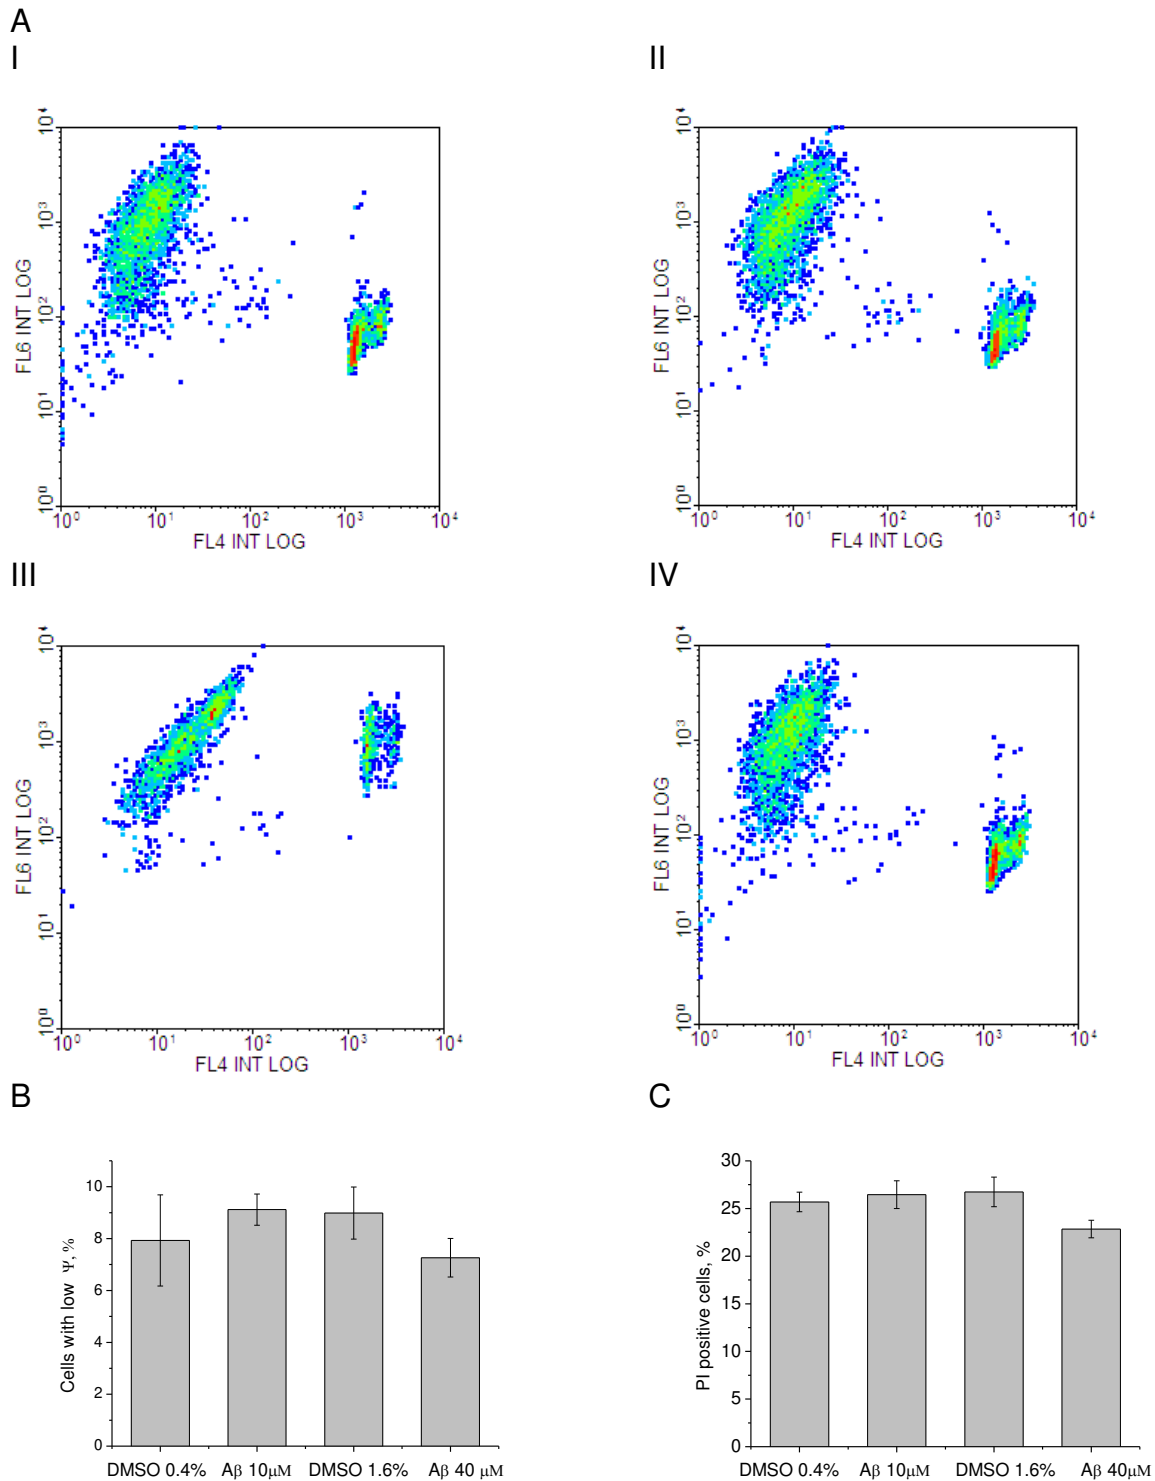 A
I
II
10⁴
10³
10²
10¹
10⁰
FL6 INT LOG
10⁰ 10¹ 10² 10³ 10⁴
FL4 INT LOG
10⁴
10³
10²
10¹
10⁰
FL6 INT LOG
10⁰ 10¹ 10² 10³ 10⁴
FL4 INT LOG
III
IV
10⁴
10³
10²
10¹
10⁰
FL6 INT LOG
10⁰ 10¹ 10² 10³ 10⁴
FL4 INT LOG
10⁴
10³
10²
10¹
10⁰
FL6 INT LOG
10⁰ 10¹ 10² 10³ 10⁴
FL4 INT LOG
B
C
10
8
6
4
2
0
Cells with low Ψ, %
DMSO 0.4% Aβ 10μM DMSO 1.6% Aβ 40 μM
30
25
20
15
10
5
0
PI positive cells, %
DMSO 0.4% Aβ 10μM DMSO 1.6% Aβ 40μM